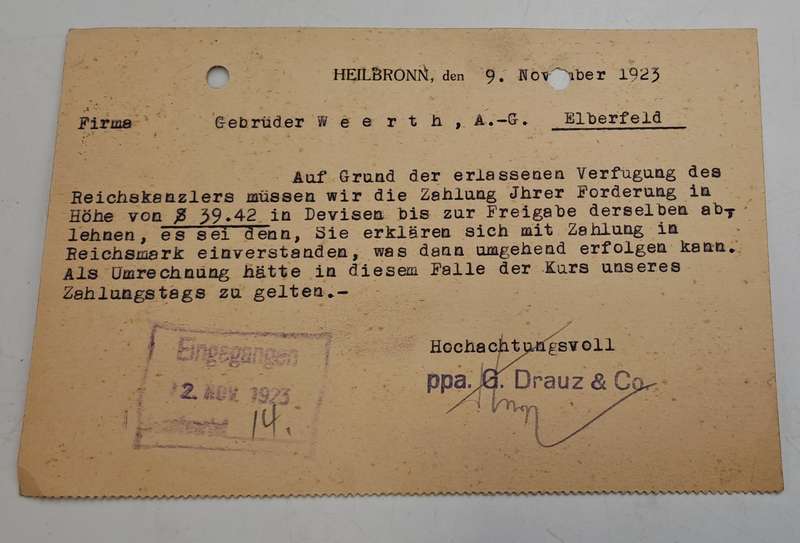 HEILBRONN, den 9. November 1923
Firma Gebrüder Weerth, A.-G. Elberfeld
Auf Grund der erlassenen Verfügung des
Reichskanzlers müssen wir die Zahlung Jhrer Forderung in
Höhe von $ 39.42 in Devisen bis zur Freigabe derselben ab-
lehnen, es sei denn, Sie erklären sich mit Zahlung in
Reichsmark einverstanden, was dann umgehend erfolgen kann.
Als Umrechnung hätte in diesem Falle der Kurs unseres
Zahlungstags zu gelten.-
Hochachtungsvoll
ppa. G. Drauz & Co.
Eingegangen
12. NOV. 1923
14.